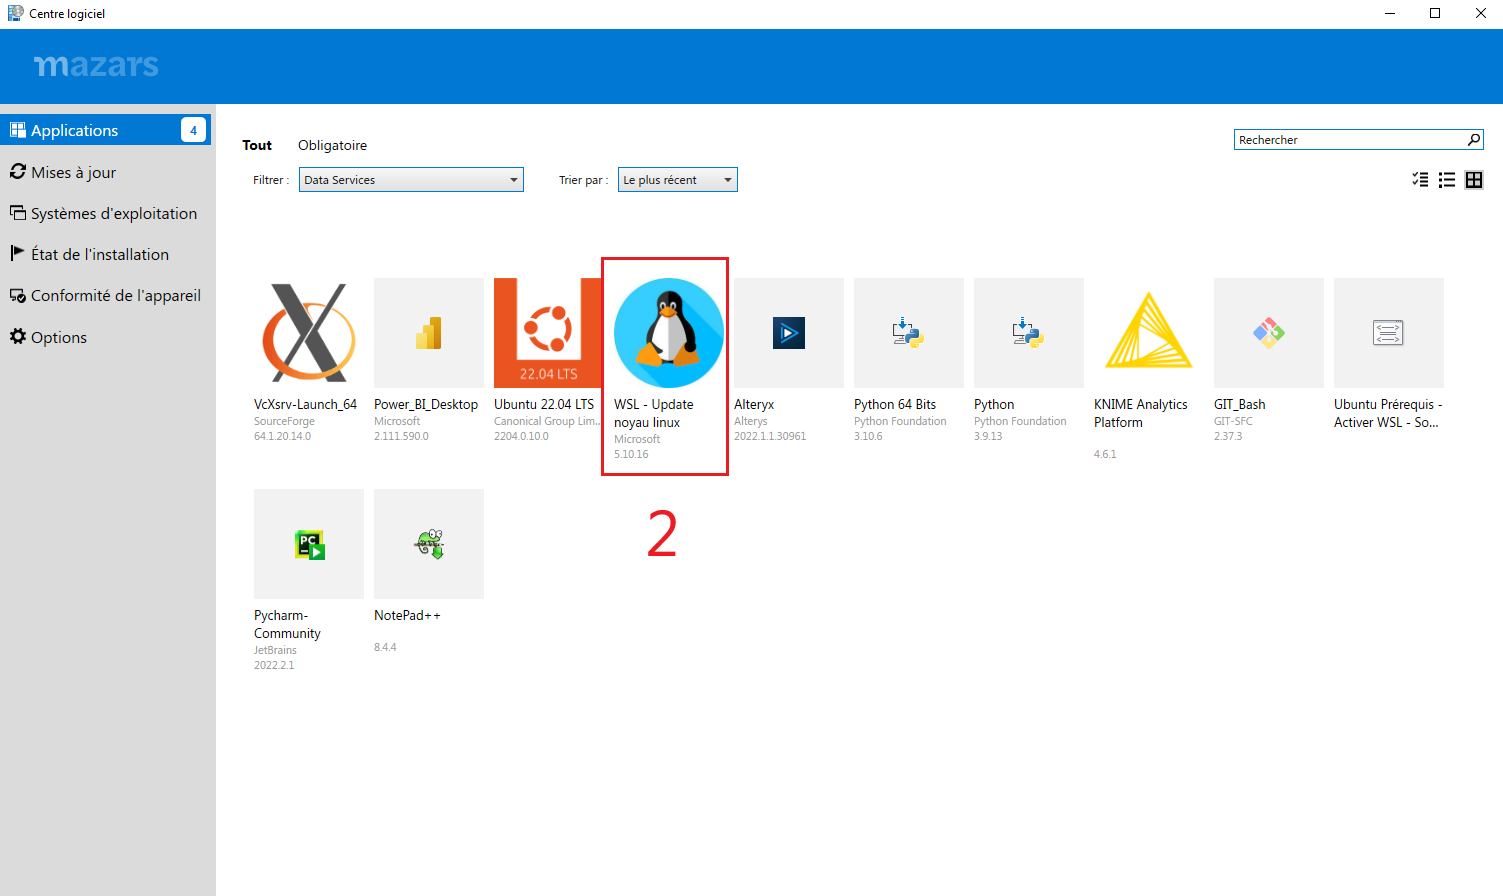 Centre logiciel
mazars
Applications 4
Mises à jour
Systèmes d'exploitation
État de l'installation
Conformité de l'appareil
Options
Tout Obligatoire
Rechercher
Filtrer : Data Services Trier par : Le plus récent
22.04 LTS
VcXsrv-Launch_64
SourceForge
64.1.20.14.0
Power_BI_Desktop
Microsoft
2.111.590.0
Ubuntu 22.04 LTS
Canonical Group Lim...
2204.0.10.0
WSL - Update
noyau linux
Microsoft
5.10.16
Alteryx
Alterys
2022.1.1.30961
Python 64 Bits
Python Foundation
3.10.6
Python
Python Foundation
3.9.13
KNIME Analytics
Platform
4.6.1
GIT_Bash
GIT-SFC
2.37.3
Ubuntu Prérequis -
Activer WSL - So...
2
PC
Pycharm-
Community
JetBrains
2022.2.1
NotePad++
8.4.4